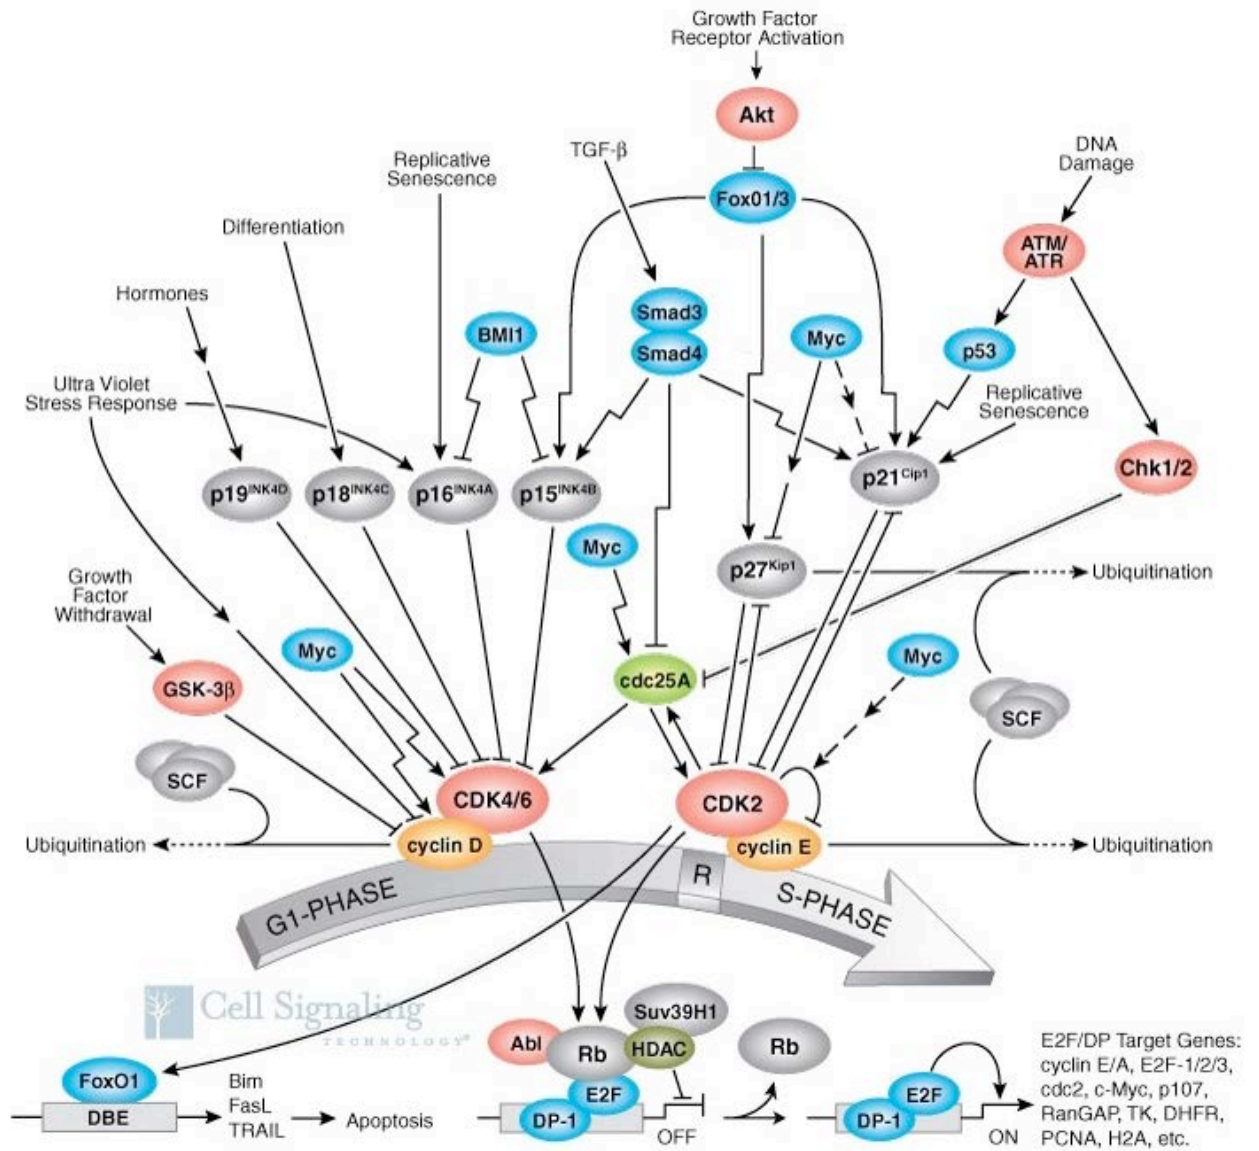 Growth Factor
Receptor Activation
Akt
TGF-β
DNA
Damage
Replicative
Senescence
Fox01/3
Differentiation
ATM/
ATR
Hormones
Smad3
BMI1
Myc
Smad4
p53
Ultra Violet
Stress Response
Replicative
Senescence
Chk1/2
p21Cip1
p19INK4D
p18INK4C
p16INK4A
p15INK4B
Myc
p27Kip1
Ubiquitination
Growth
Factor
Withdrawal
Myc
Myc
GSK-3β
cdc25A
SCF
SCF
CDK4/6
CDK2
Ubiquitination
cyclin D
cyclin E
Ubiquitination
R
G1-PHASE
S-PHASE
Cell Signaling
TECHNOLOGY®
Suv39H1
Abl
Rb
HDAC
Rb
E2F/DP Target Genes:
cyclin E/A, E2F-1/2/3,
cdc2, c-Myc, p107,
RanGAP, TK, DHFR,
PCNA, H2A, etc.
FoxO1
Bim
FasL
TRAIL
E2F
E2F
DBE
Apoptosis
DP-1
DP-1
OFF
ON